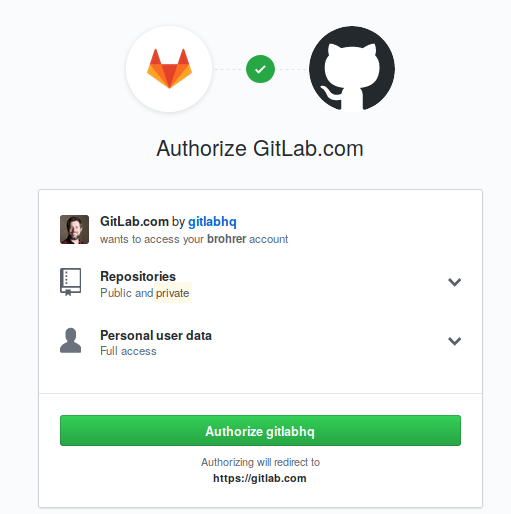 Authorize GitLab.com
GitLab.com by gitlabhq
wants to access your brohrer account
Repositories
Public and private
Personal user data
Full access
Authorize gitlabhq
Authorizing will redirect to
https://gitlab.com